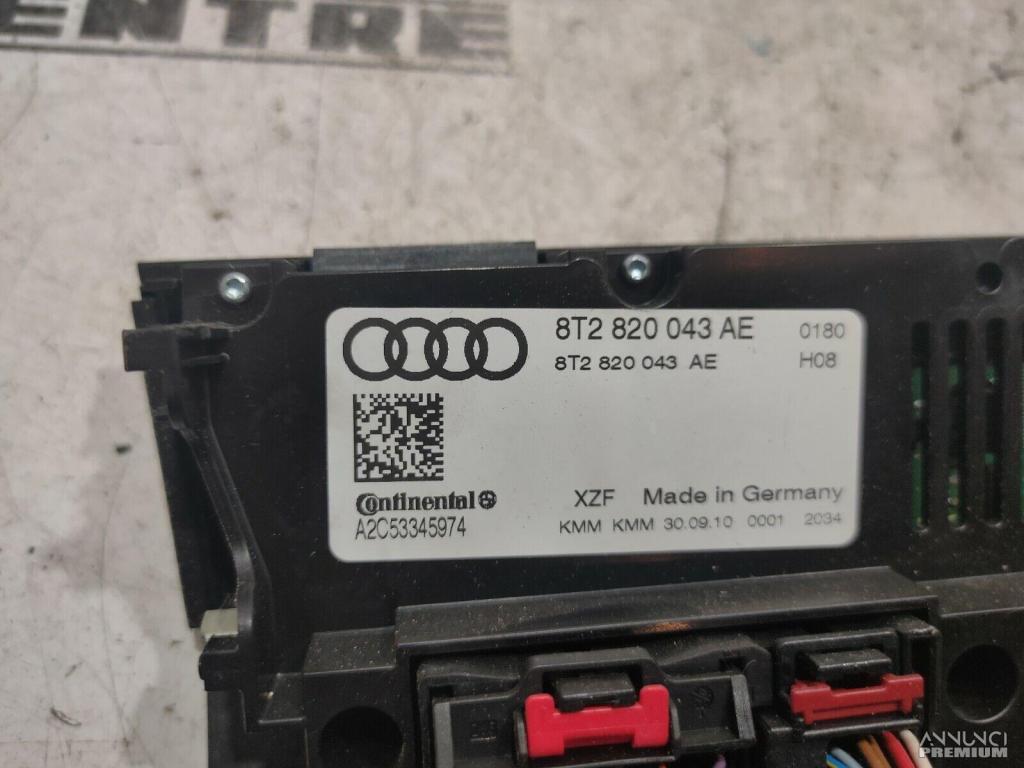 ENTRE
8T2 820 043 AE 0180
8T2 820 043 AE H08
Continental
A2C53345974
XZF Made in Germany
KMM KMM 30.09.10 0001 2034
ANNUNCI
PREMIUM